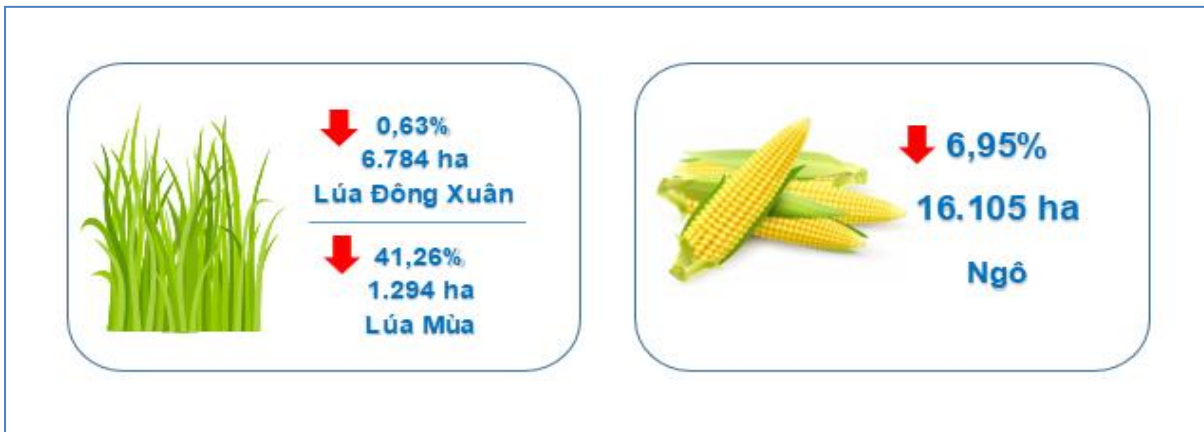 0,63%
6.784 ha
Lúa Đông Xuân
41,26%
1.294 ha
Lúa Mùa
6,95%
16.105 ha
Ngô